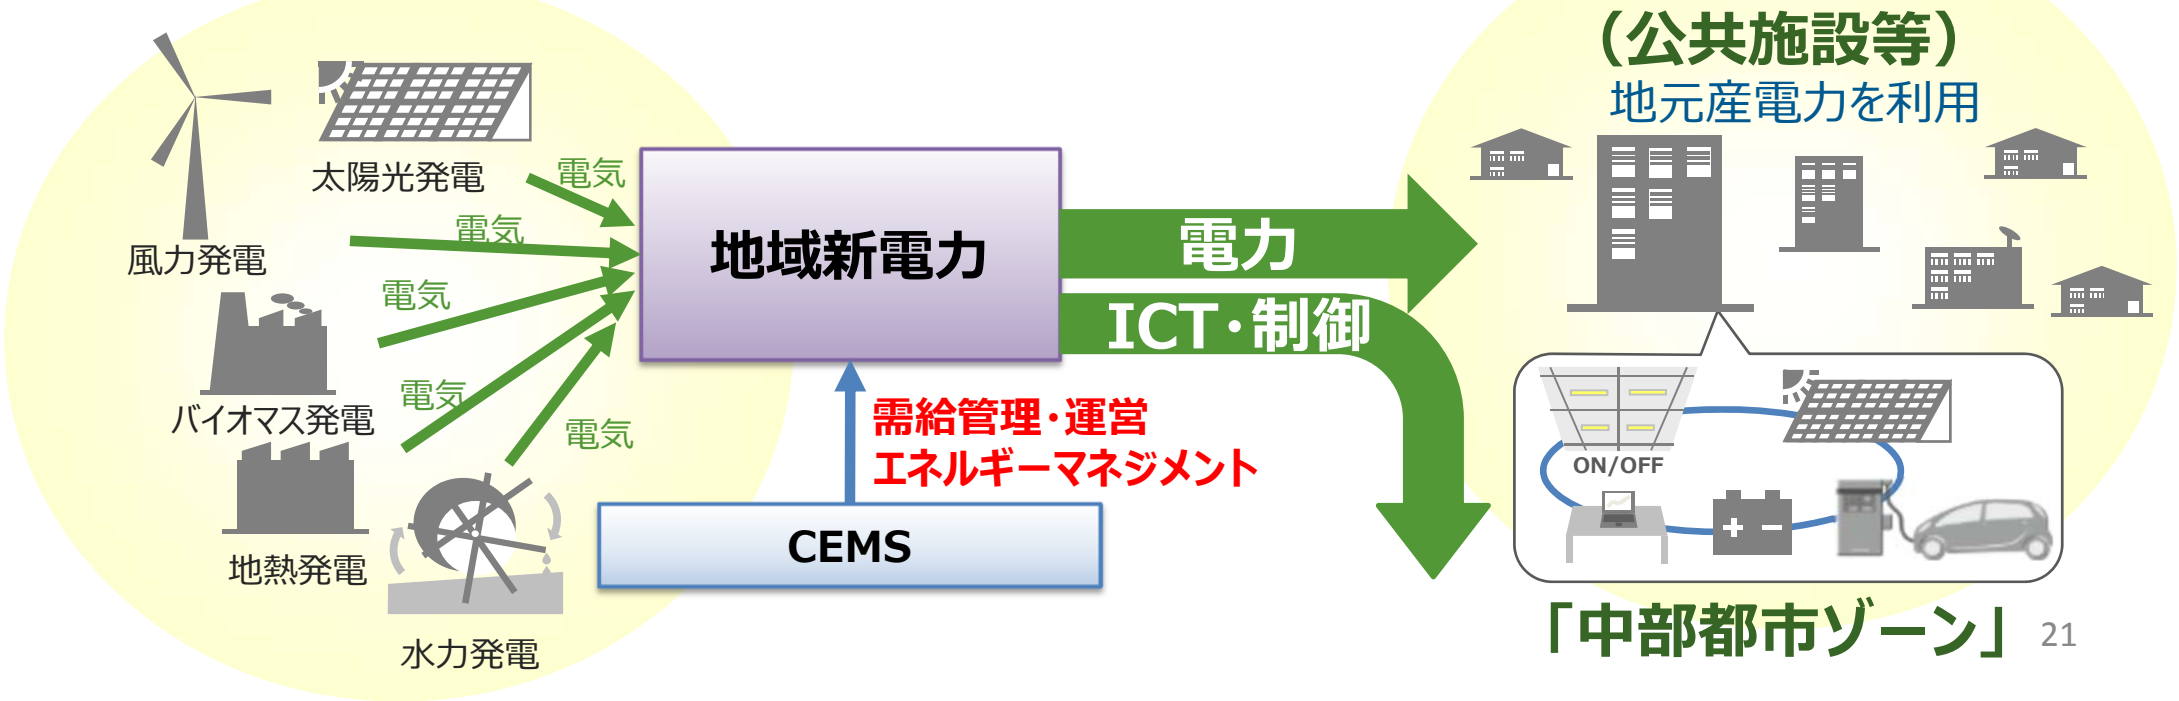 （公共施設等）
地元産電力を利用
太陽光発電
電気
電気
風力発電
電気
バイオマス発電
電気
地熱発電
電気
水力発電
地域新電力
電力
ICT・制御
需給管理・運営
エネルギーマネジメント
CEMS
ON/OFF
「中部都市ゾーン」
21